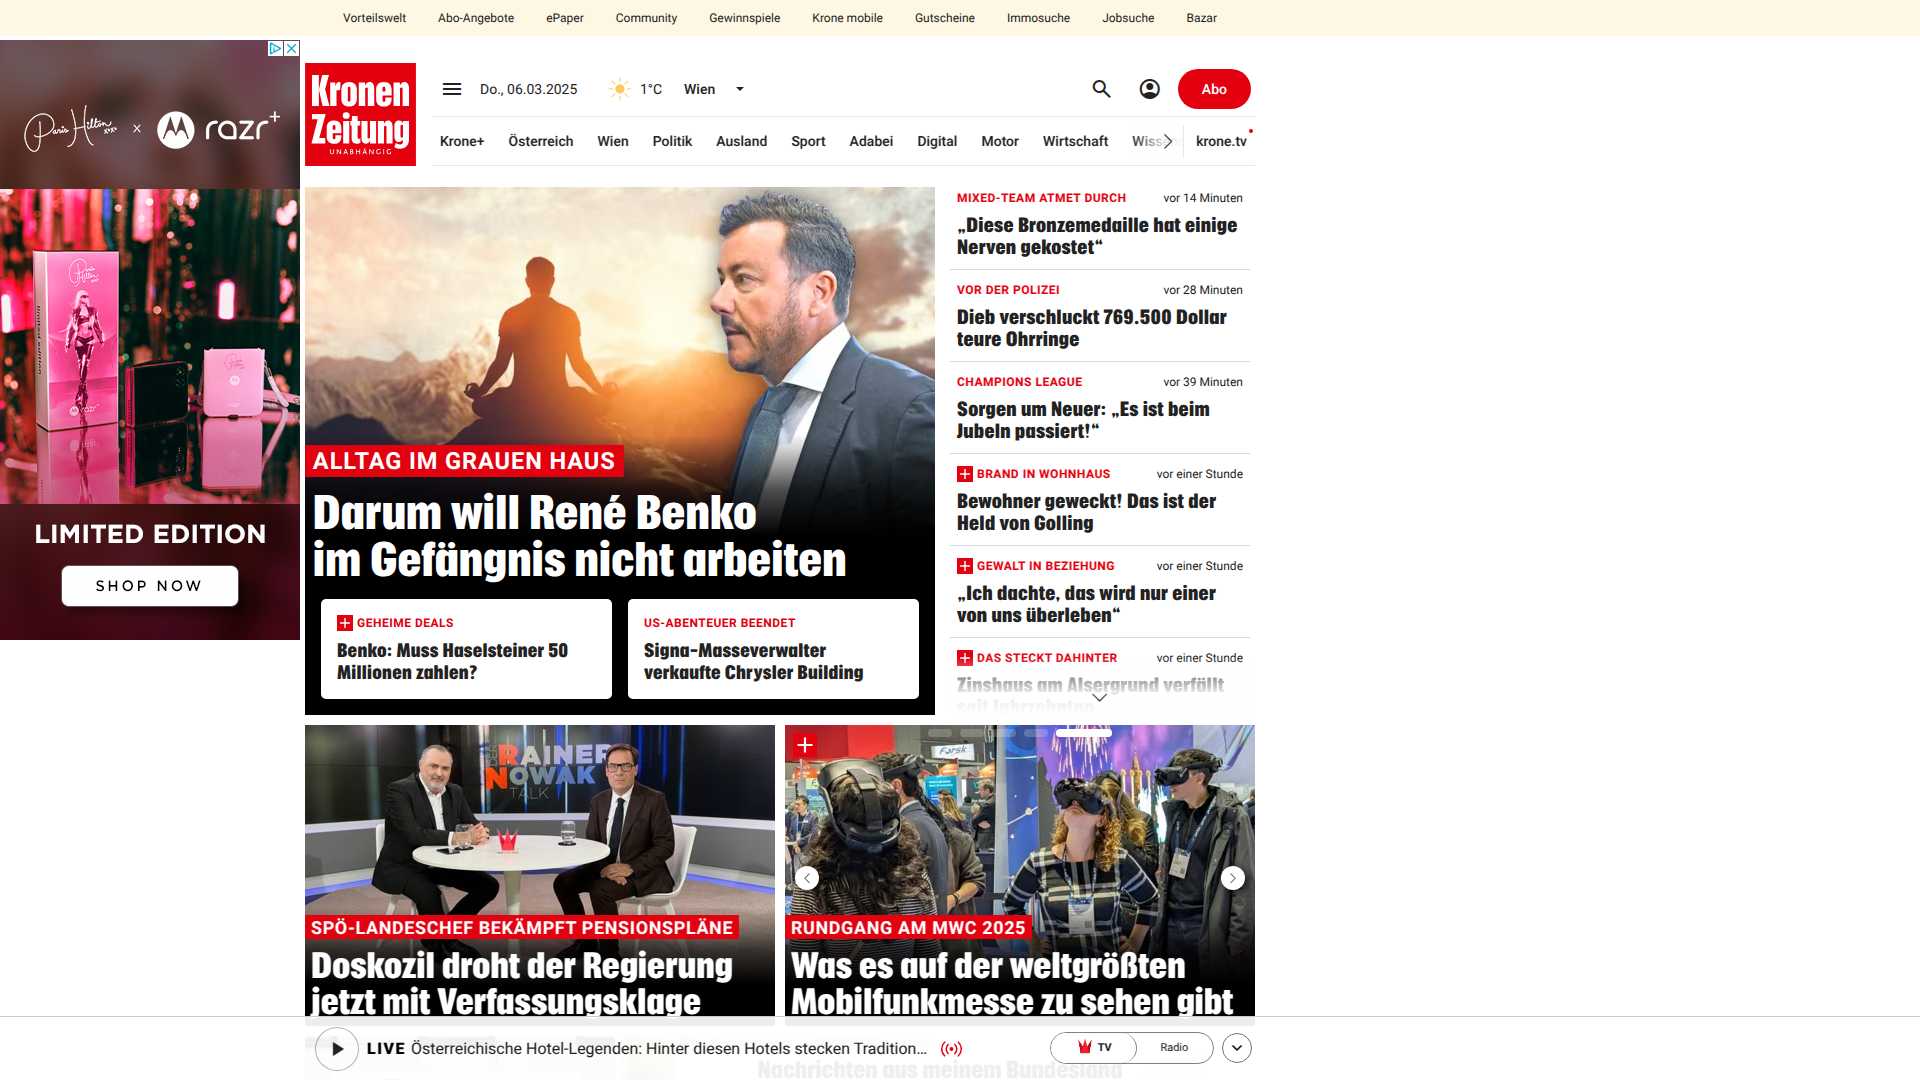 Vorteilswelt
Abo-Angebote
ePaper
Community
Gewinnspiele
Krone mobile
Gutscheine
Immosuche
Jobsuche
Bazar
Paris Hilton x razr+
LIMITED EDITION
SHOP NOW
Kronen
Zeitung
UNABHÄNGIG
Do., 06.03.2025
1°C
Wien
Abo
Krone+
Österreich
Wien
Politik
Ausland
Sport
Adabei
Digital
Motor
Wirtschaft
krone.tv
ALLTAG IM GRAUEN HAUS
Darum will René Benko
im Gefängnis nicht arbeiten
GEHEIME DEALS
Benko: Muss Haselsteiner 50
Millionen zahlen?
US-ABENTEUER BEENDET
Signa-Masseverwalter
verkaufte Chrysler Building
MIXED-TEAM ATMET DURCH vor 14 Minuten
„Diese Bronzemedaille hat einige
Nerven gekostet“
VOR DER POLIZEI vor 28 Minuten
Dieb verschluckt 769.500 Dollar
teure Ohrringe
CHAMPIONS LEAGUE vor 39 Minuten
Sorgen um Neuer: „Es ist beim
Jubeln passiert!“
BRAND IN WOHNHAUS vor einer Stunde
Bewohner geweckt! Das ist der
Held von Golling
GEWALT IN BEZIEHUNG vor einer Stunde
„Ich dachte, das wird nur einer
von uns überleben“
DAS STECKT DAHINTER vor einer Stunde
Zinshaus am Alsergrund verfällt
seit Jahrzehnten
RAINER
NOWAK
TALK
SPÖ-LANDESCHEF BEKÄMPFT PENSIONSPLÄNE
Doskozil droht der Regierung
jetzt mit Verfassungsklage
RUNDGANG AM MWC 2025
Was es auf der weltgrößten
Mobilfunkmesse zu sehen gibt
LIVE Österreichische Hotel-Legenden: Hinter diesen Hotels stecken Tradition...
TV
Radio
Nachrichten aus meinem Bundesland